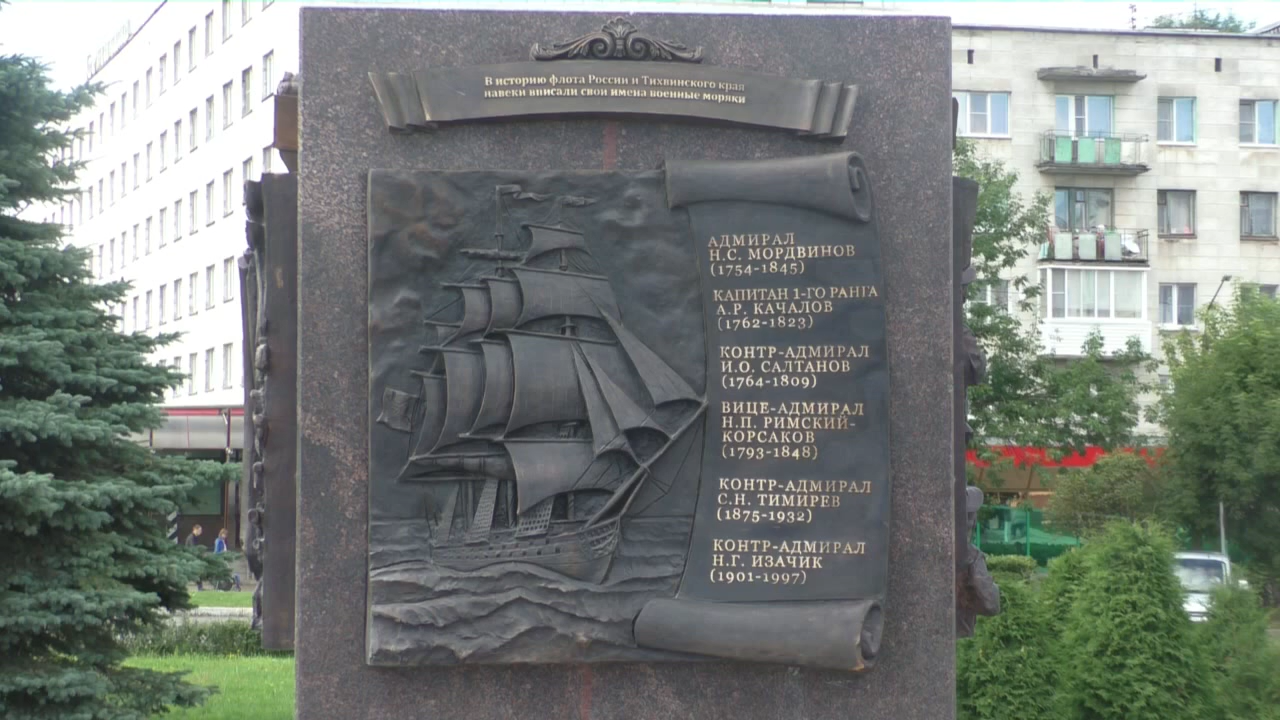 В историю флота России и Тихвинского края
навеки вписали свои имена военные моряки
АДМИРАЛ
Н.С. МОРДВИНОВ
(1754-1845)
КАПИТАН 1-ГО РАНГА
А.Р. КАЧАЛОВ
(1762-1823)
КОНТР-АДМИРАЛ
И.О. САЛТАНОВ
(1764-1809)
ВИЦЕ-АДМИРАЛ
Н.П. РИМСКИЙ-
КОРСАКОВ
(1793-1848)
КОНТР-АДМИРАЛ
С.Н. ТИМИРЕВ
(1875-1932)
КОНТР-АДМИРАЛ
Н.Г. ИЗАЧИК
(1901-1997)